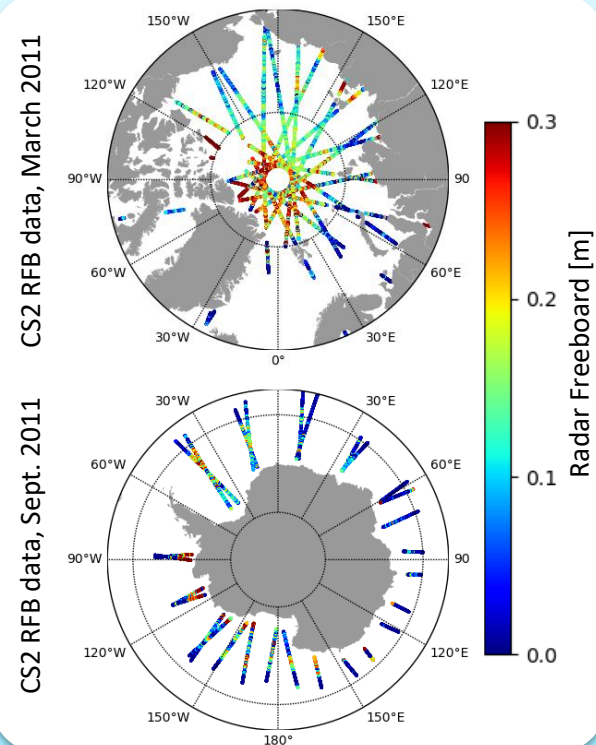 CS2 RFB data, March 2011
150°W
150°E
120°W
120°E
90°W
90
60°W
60°E
30°W
30°E
0°
CS2 RFB data, Sept. 2011
30°W
30°E
60°W
60°E
90°W
90
120°W
120°E
150°W
150°E
180°
0.3
0.2
0.1
0.0
Radar Freeboard [m]